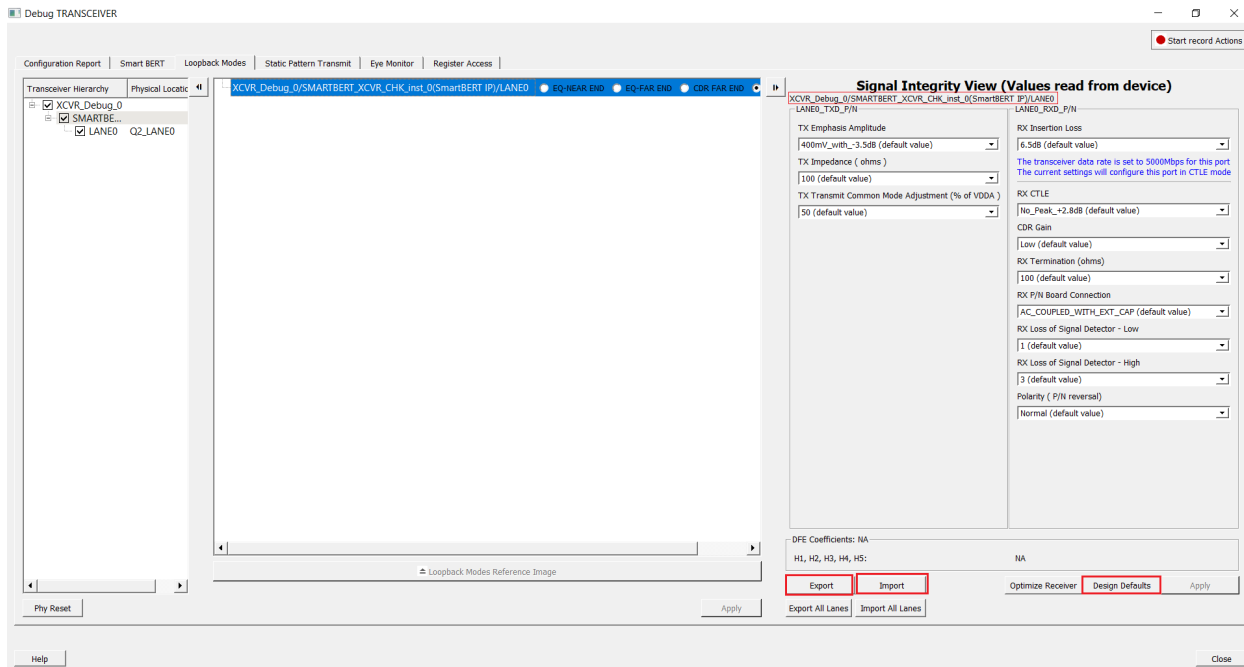 Debug TRANSCEIVER
Start record Actions
Configuration Report
Smart BERT
Loopback Modes
Static Pattern Transmit
Eye Monitor
Register Access
Transceiver Hierarchy
Physical Locatic
XCVR_Debug_0
SMARTBE...
LANE0 Q2_LANE0
XCVR_Debug_0/SMARTBERT_XCVR_CHK_inst_0(SmartBERT IP)/LANE0
EQ-NEAR END
EQ-FAR END
CDR FAR END
Signal Integrity View (Values read from device)
XCVR_Debug_0/SMARTBERT_XCVR_CHK_inst_0(SmartBERT IP)/LANE0
LANE0_TXD_P/N
TX Emphasis Amplitude
400mV_with_-3.5dB (default value)
TX Impedance ( ohms )
100 (default value)
TX Transmit Common Mode Adjustment (% of VDDA )
50 (default value)
LANE0_RXD_P/N
RX Insertion Loss
6.5dB (default value)
The transceiver data rate is set to 5000Mbps for this port
The current settings will configure this port in CTLE mode
RX CTLE
No_Peak_+2.8dB (default value)
CDR Gain
Low (default value)
RX Termination (ohms)
100 (default value)
RX P/N Board Connection
AC_COUPLED_WITH_EXT_CAP (default value)
RX Loss of Signal Detector - Low
1 (default value)
RX Loss of Signal Detector - High
3 (default value)
Polarity ( P/N reversal)
Normal (default value)
DFE Coefficients: NA
H1, H2, H3, H4, H5: NA
Loopback Modes Reference Image
Export
Import
Optimize Receiver
Design Defaults
Apply
Phy Reset
Apply
Export All Lanes
Import All Lanes
Help
Close